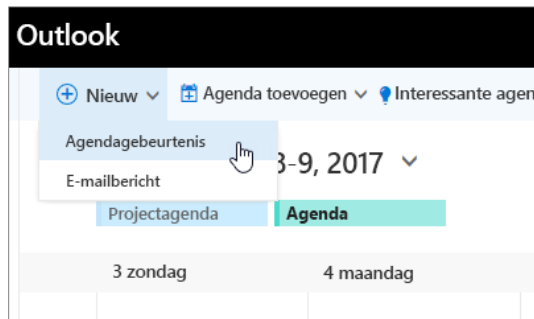 Outlook
Nieuw Agenda toevoegen Interessante agen
Agendagebeurtenis
E-mailbericht
3-9, 2017
Projectagenda Agenda
3 zondag 4 maandag